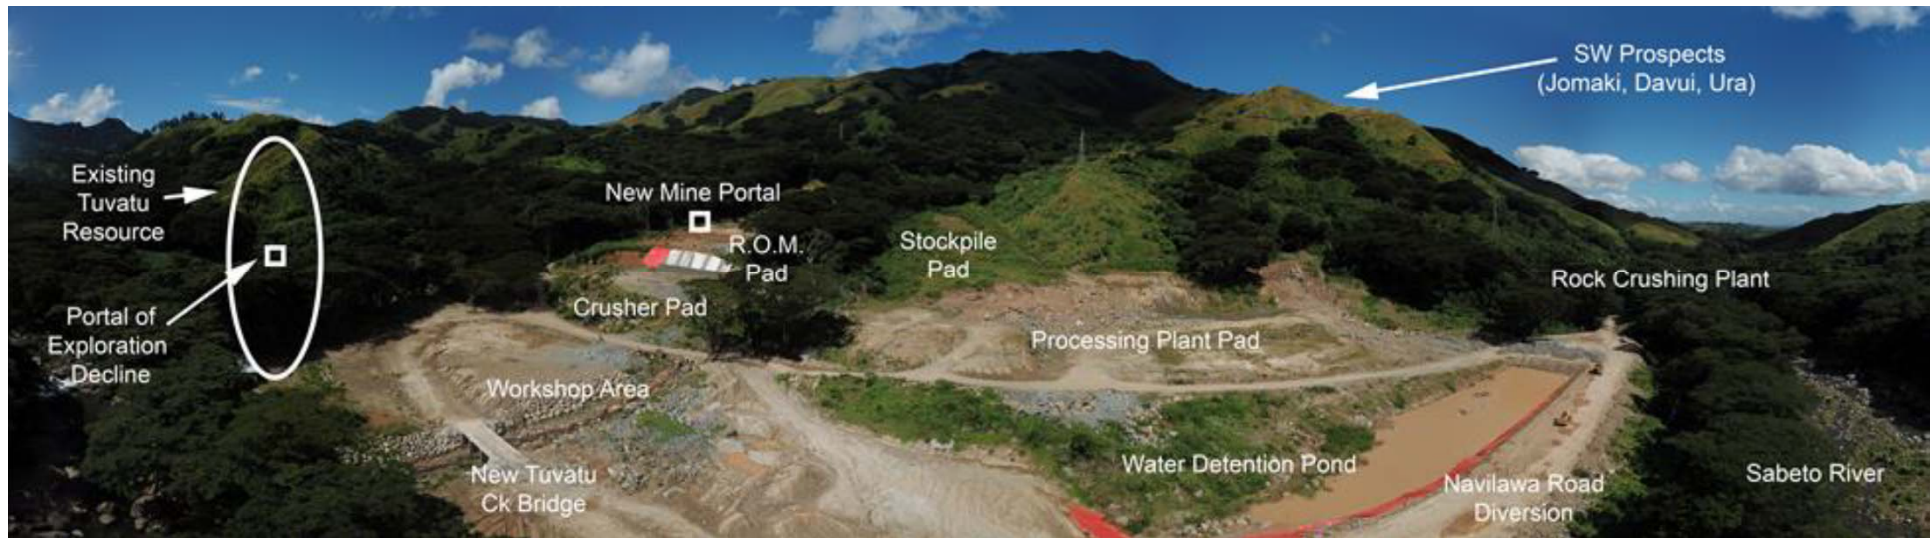 SW Prospects
(Jomaki, Davui, Ura)
Existing
Tuvatu
Resource
New Mine Portal
R.O.M.
Pad
Stockpile
Pad
Rock Crushing Plant
Crusher Pad
Portal of
Exploration
Decline
Processing Plant Pad
Workshop Area
Water Detention Pond
New Tuvatu
Ck Bridge
Navilawa Road
Diversion
Sabeto River